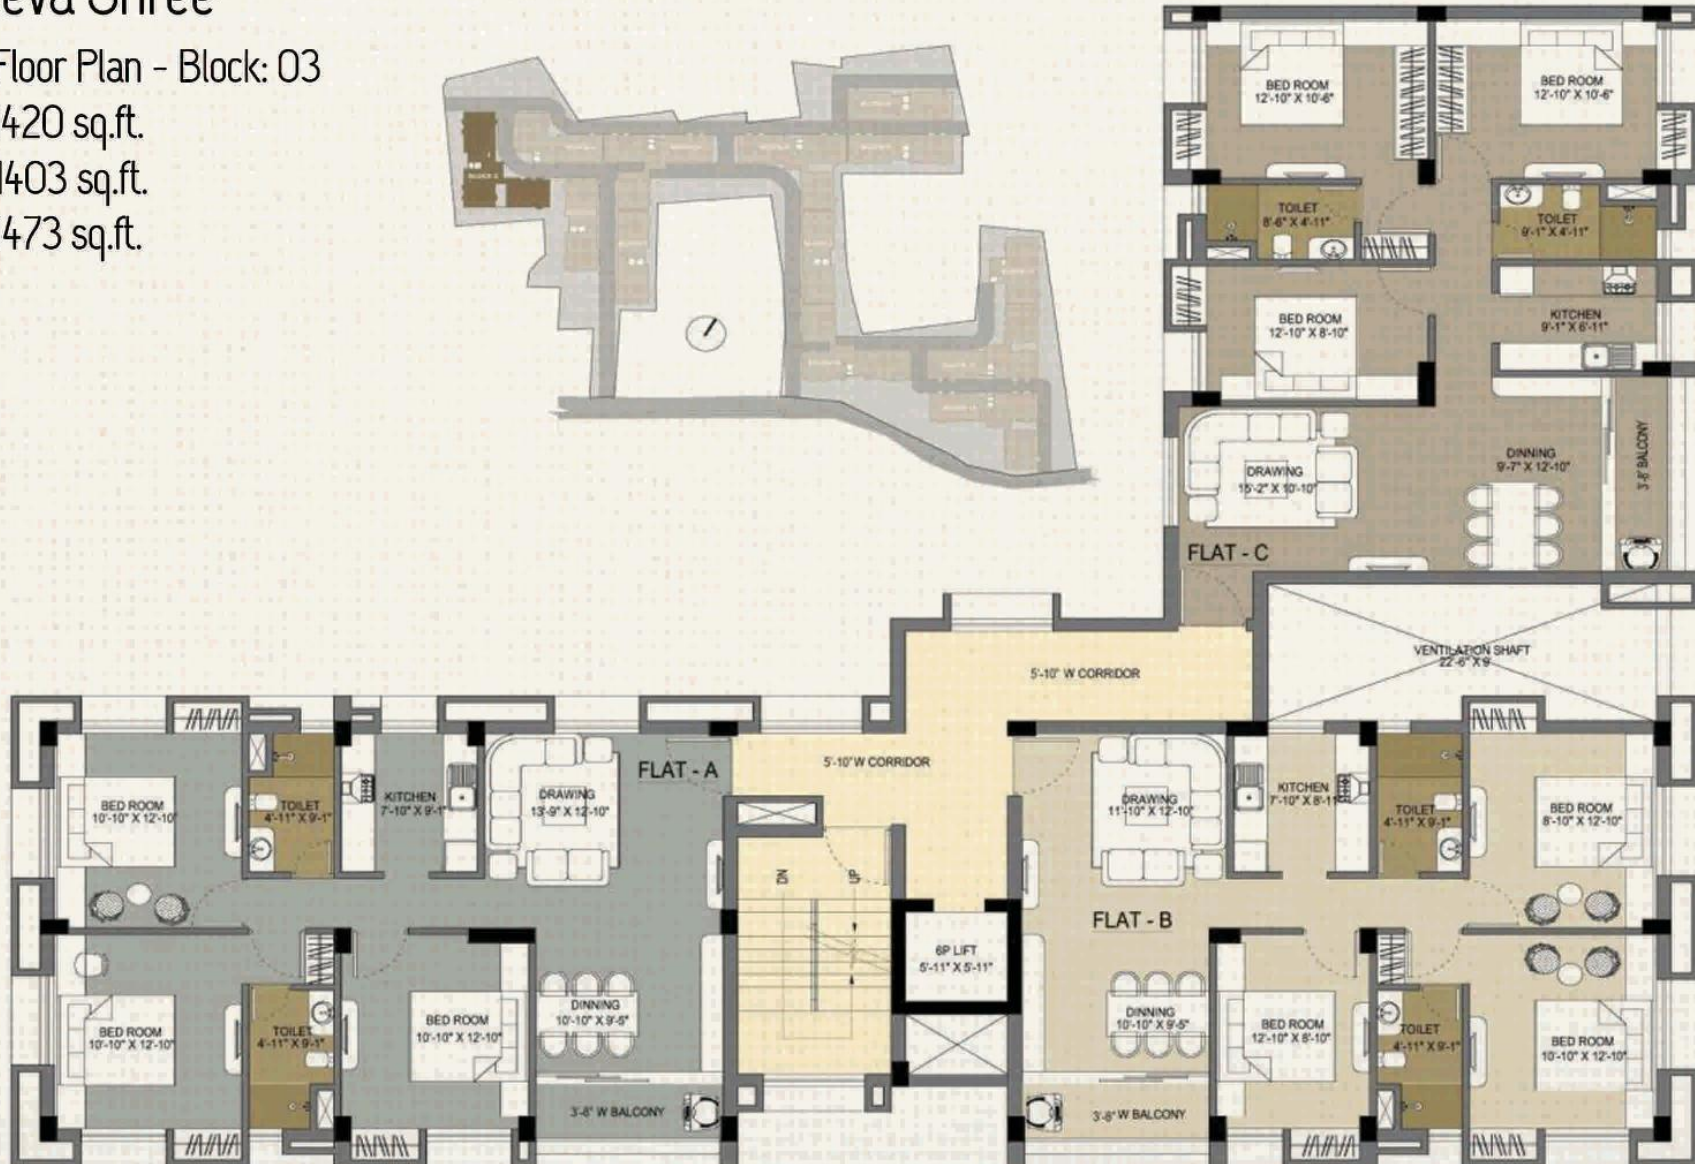 Floor Plan - Block: 03
420 sq.ft.
1403 sq.ft.
473 sq.ft.
BED ROOM
12'-10" X 10'-6"
BED ROOM
12'-10" X 10'-6"
TOILET
8'-6" X 4'-11"
TOILET
9'-1" X 4'-11"
BED ROOM
12'-10" X 8'-10"
KITCHEN
9'-1" X 6'-11"
DRAWING
15'-2" X 10'-10"
DINNING
9'-7" X 12'-10"
3'-8" BALCONY
FLAT - C
VENTILATION SHAFT
22'-6" X 9'
5'-10" W CORRIDOR
5'-10" W CORRIDOR
FLAT - A
BED ROOM
10'-10" X 12'-10"
TOILET
4'-11" X 9'-1"
KITCHEN
7'-10" X 9'-1"
DRAWING
13'-9" X 12'-10"
BED ROOM
10'-10" X 12'-10"
TOILET
4'-11" X 9'-1"
BED ROOM
10'-10" X 12'-10"
DINNING
10'-10" X 9'-5"
3'-8" W BALCONY
DN
UP
6P LIFT
5'-11" X 5'-11"
DRAWING
11'-10" X 12'-10"
KITCHEN
7'-10" X 8'-11"
TOILET
4'-11" X 9'-1"
BED ROOM
8'-10" X 12'-10"
FLAT - B
DINNING
10'-10" X 9'-5"
BED ROOM
12'-10" X 8'-10"
TOILET
4'-11" X 9'-1"
BED ROOM
10'-10" X 12'-10"
3'-8" W BALCONY